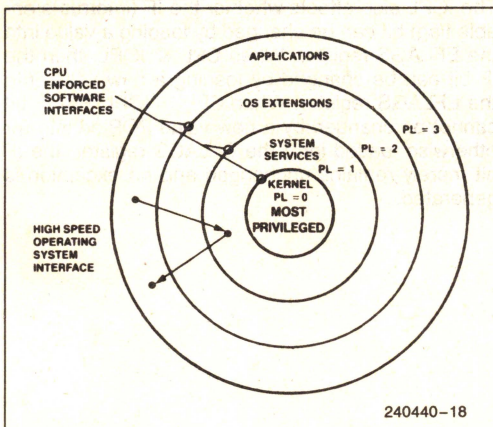 APPLICATIONS
CPU
ENFORCED
SOFTWARE
INTERFACES
OS EXTENSIONS
SYSTEM
SERVICES
PL = 3
PL = 2
PL = 1
KERNEL
PL = 0
MOST
PRIVILEGED
HIGH SPEED
OPERATING
SYSTEM
INTERFACE
240440–18